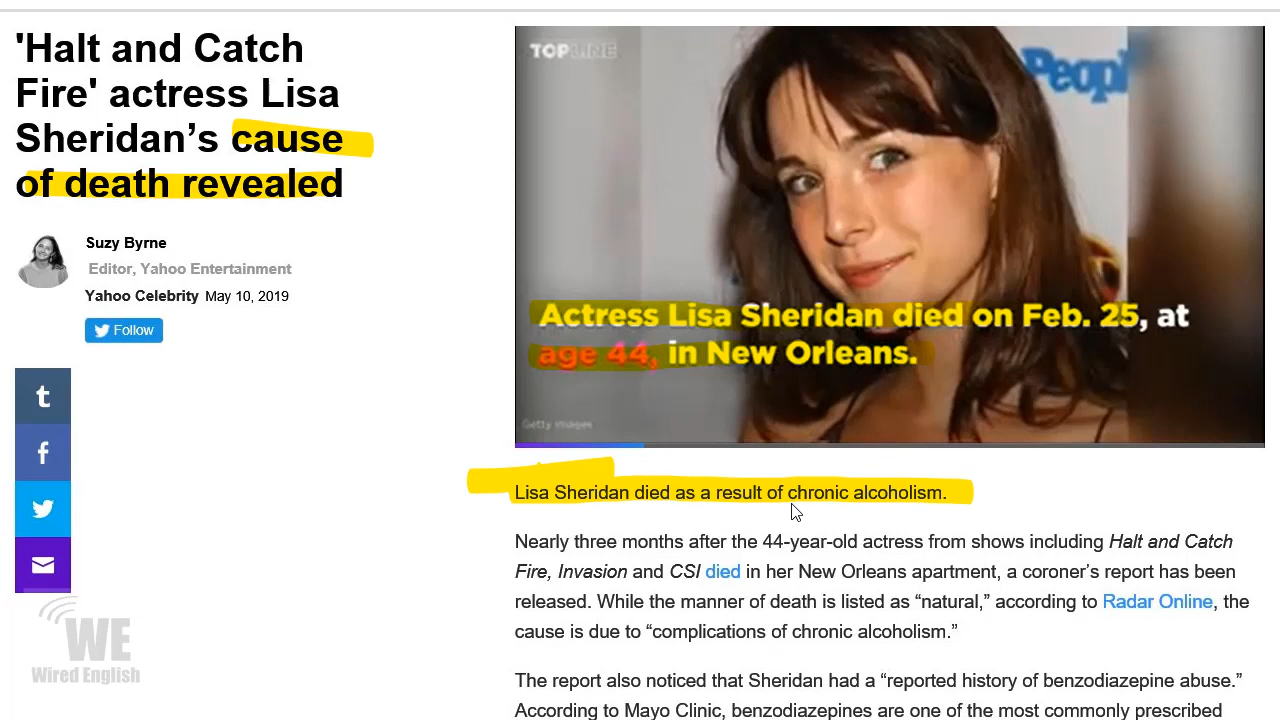 'Halt and Catch
Fire' actress Lisa
Sheridan’s cause
of death revealed
Suzy Byrne
Editor, Yahoo Entertainment
Yahoo Celebrity May 10, 2019
Follow
t
f
WE
Wired English
TOPLINE
Peopl
Actress Lisa Sheridan died on Feb. 25, at
age 44, in New Orleans.
Getty Images
Lisa Sheridan died as a result of chronic alcoholism.
Nearly three months after the 44-year-old actress from shows including Halt and Catch
Fire, Invasion and CSI died in her New Orleans apartment, a coroner’s report has been
released. While the manner of death is listed as “natural,” according to Radar Online, the
cause is due to “complications of chronic alcoholism.”
The report also noticed that Sheridan had a “reported history of benzodiazepine abuse.”
According to Mayo Clinic, benzodiazepines are one of the most commonly prescribed